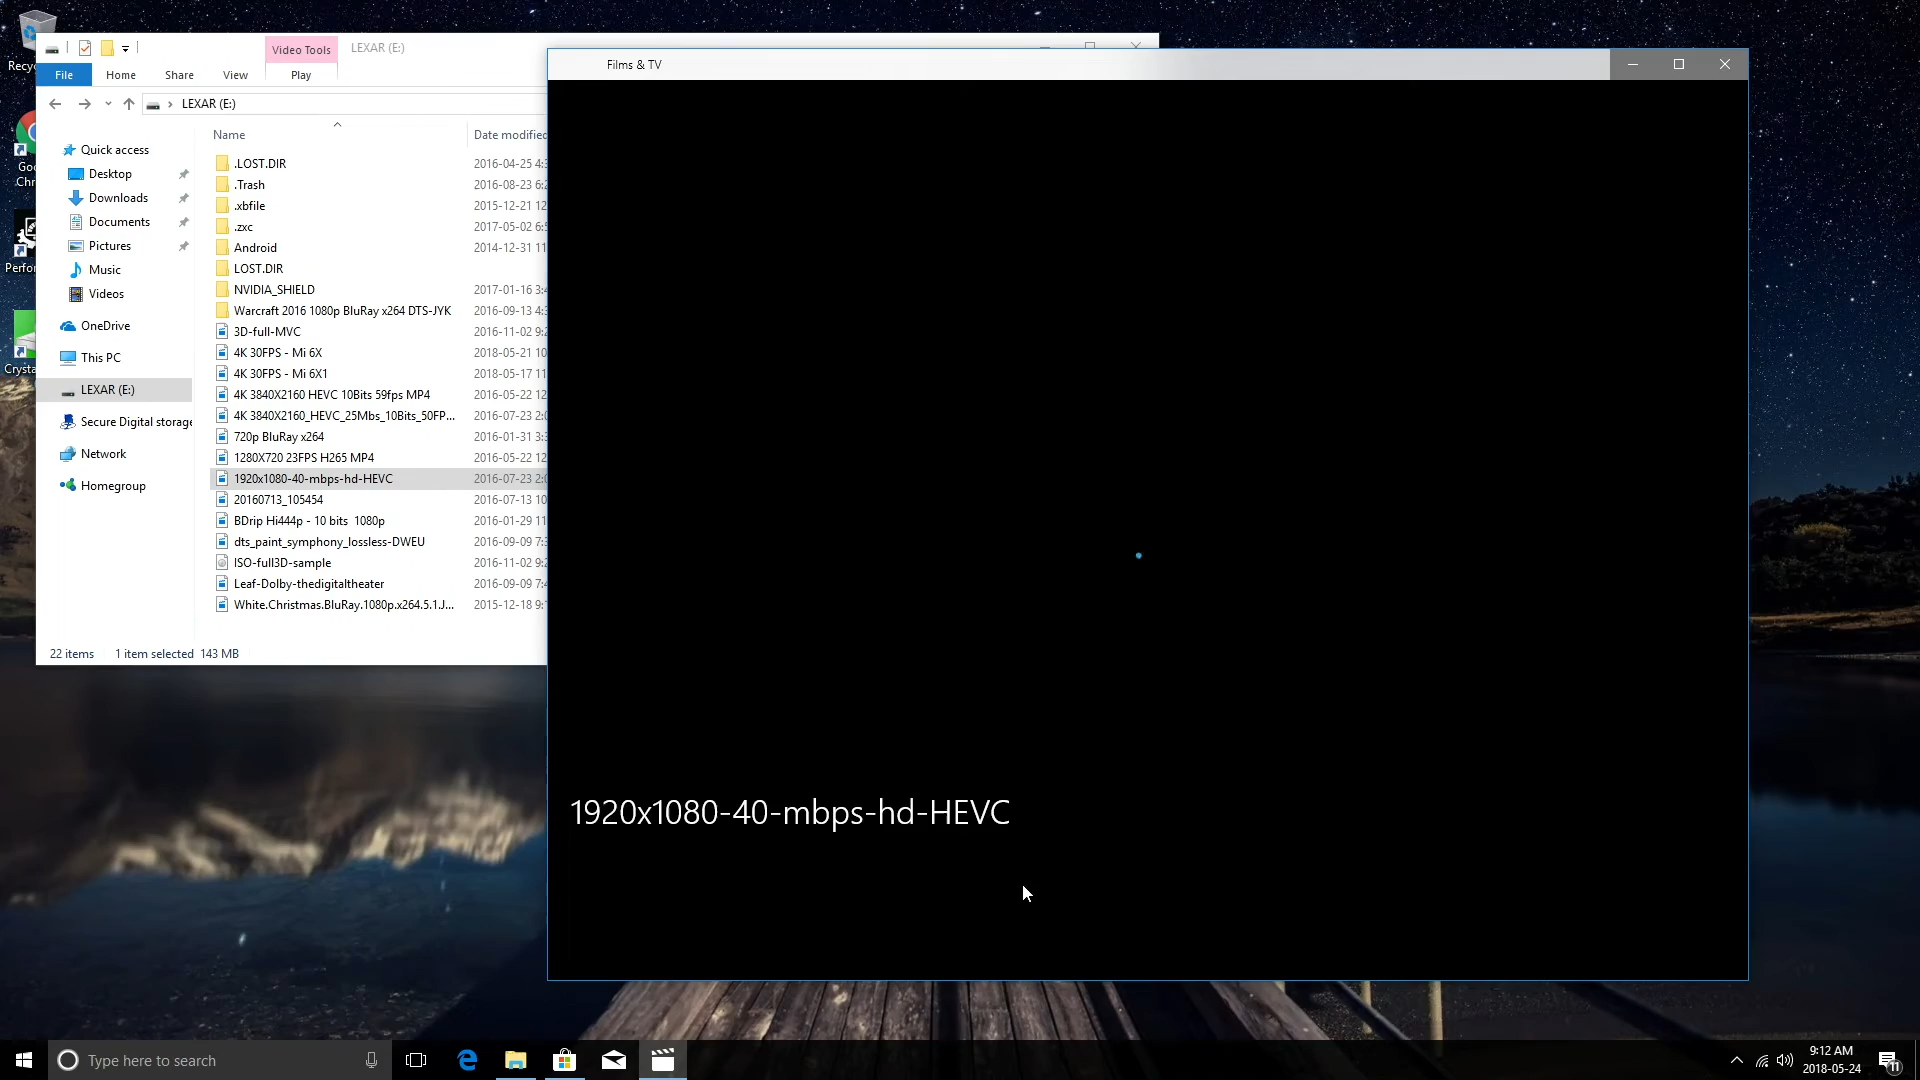 Video Tools
LEXAR (E:)
File
Home
Share
View
Play
LEXAR (E:)
Films & TV
Name
Date modified
Quick access
Desktop
Downloads
Documents
Pictures
Music
Videos
OneDrive
This PC
LEXAR (E:)
Secure Digital storage
Network
Homegroup
.LOST.DIR 2016-04-25
.Trash 2016-08-23
.xbfile 2015-12-21 12
.zxc 2017-05-02
Android 2014-12-31 11
LOST.DIR
NVIDIA_SHIELD 2017-01-16
Warcraft 2016 1080p BluRay x264 DTS-JYK 2016-09-13
3D-full-MVC 2016-11-02
4K 30FPS - Mi 6X 2018-05-21 10
4K 30FPS - Mi 6X1 2018-05-17 11
4K 3840X2160 HEVC 10Bits 59fps MP4 2016-05-22 12
4K 3840X2160_HEVC_25Mbs_10Bits_50FP... 2016-07-23
720p BluRay x264 2016-01-31
1280X720 23FPS H265 MP4 2016-05-22 12
1920x1080-40-mbps-hd-HEVC 2016-07-23
20160713_105454 2016-07-13 10
BDrip Hi444p - 10 bits 1080p 2016-01-29 11
dts_paint_symphony_lossless-DWEU 2016-09-09
ISO-full3D-sample 2016-11-02
Leaf-Dolby-thedigitaltheater 2016-09-09
White.Christmas.BluRay.1080p.x264.5.1.J... 2015-12-18
22 items 1 item selected 143 MB
1920x1080-40-mbps-hd-HEVC
Type here to search
9:12 AM
2018-05-24
11